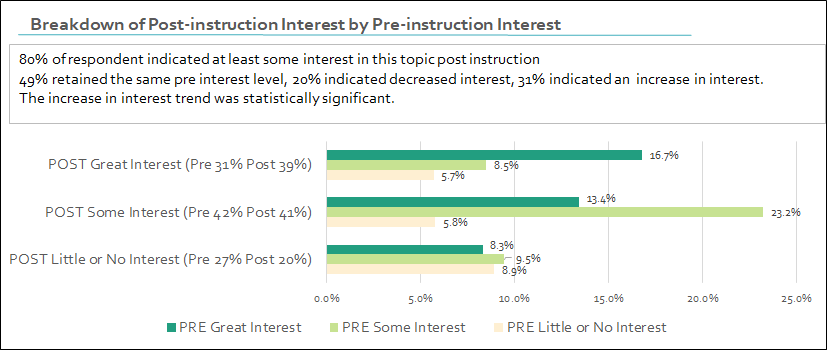 Breakdown of Post-instruction Interest by Pre-instruction Interest
80% of respondent indicated at least some interest in this topic post instruction
49% retained the same pre interest level, 20% indicated decreased interest, 31% indicated an increase in interest.
The increase in interest trend was statistically significant.
POST Great Interest (Pre 31% Post 39%)
16.7%
8.5%
5.7%
POST Some Interest (Pre 42% Post 41%)
13.4%
23.2%
5.8%
POST Little or No Interest (Pre 27% Post 20%)
8.3%
9.5%
8.9%
0.0% 5.0% 10.0% 15.0% 20.0% 25.0%
PRE Great Interest PRE Some Interest PRE Little or No Interest